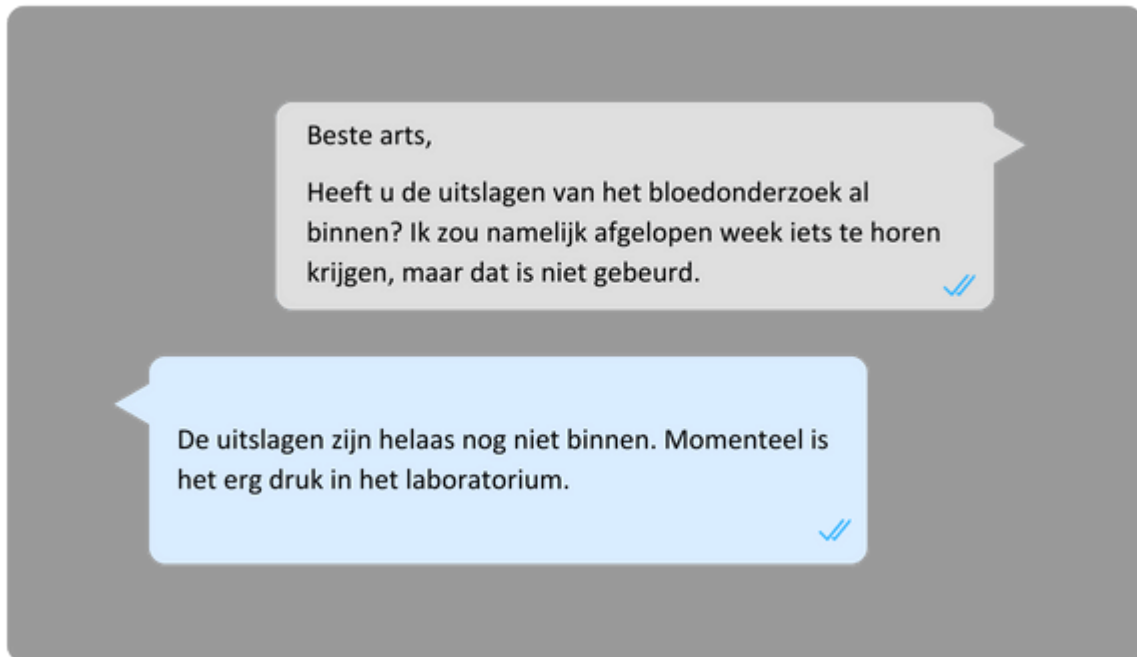 Beste arts,
Heeft u de uitslagen van het bloedonderzoek al
binnen? Ik zou namelijk afgelopen week iets te horen
krijgen, maar dat is niet gebeurd.
De uitslagen zijn helaas nog niet binnen. Momenteel is
het erg druk in het laboratorium.